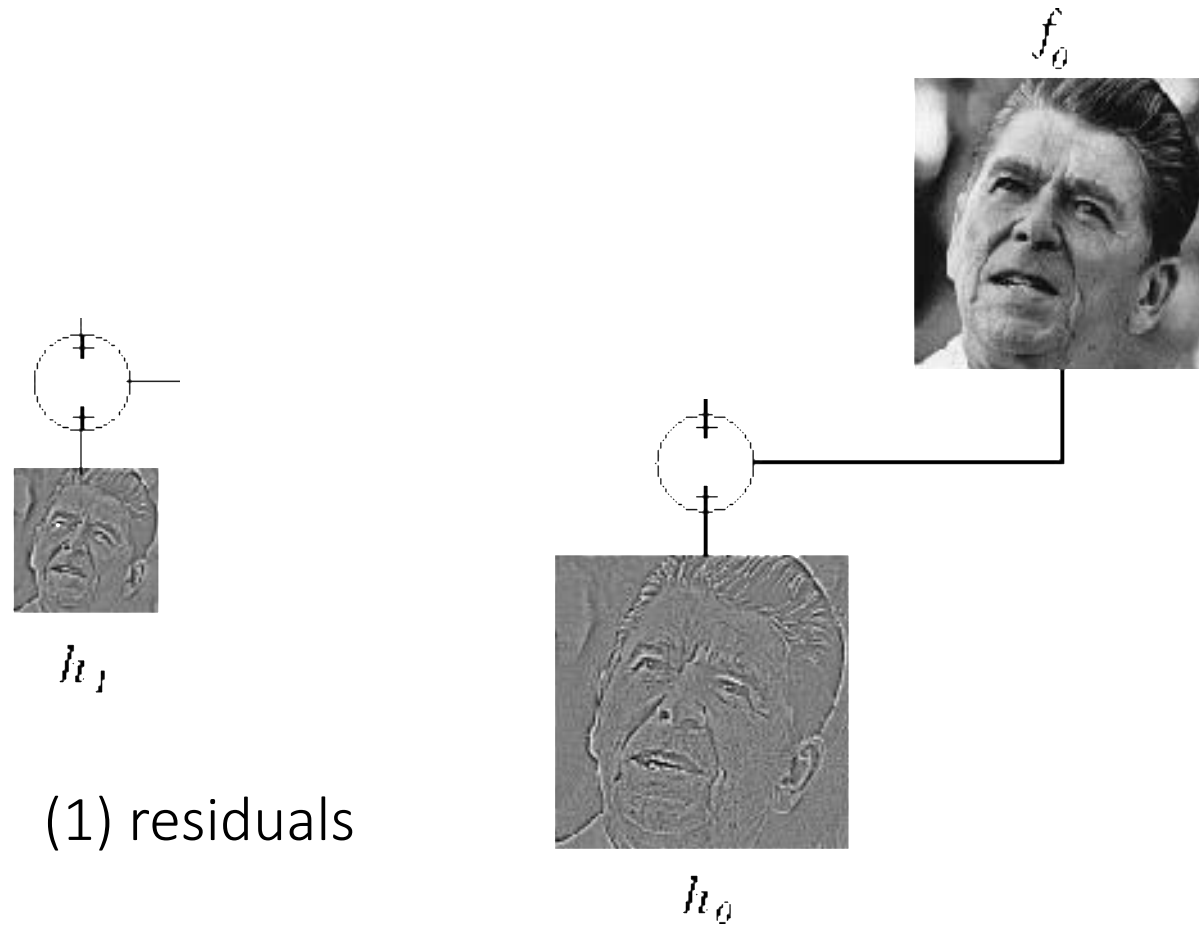 f₀
h₁
(1) residuals
h₀